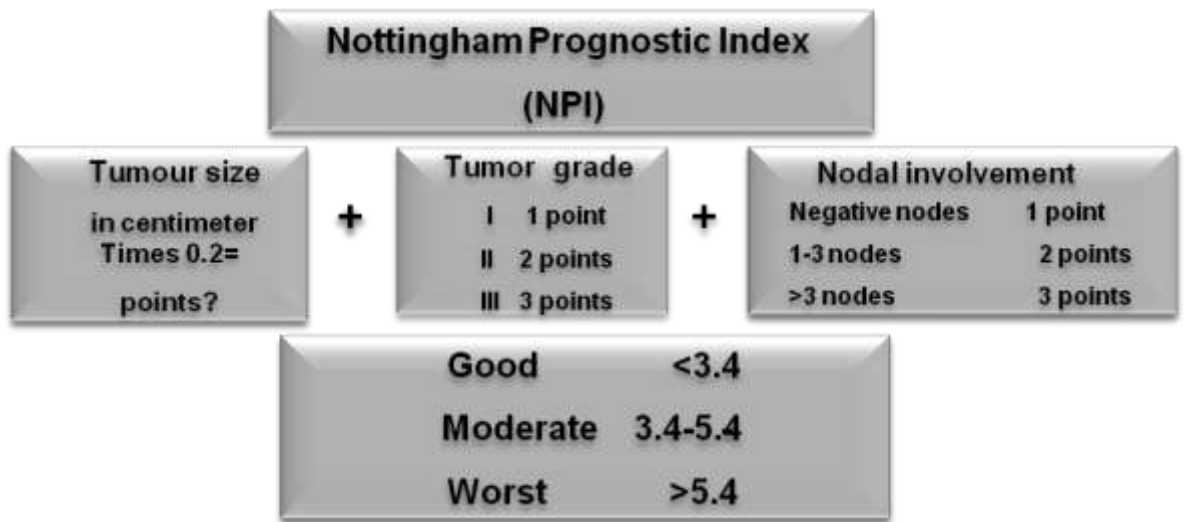 Nottingham Prognostic Index
(NPI)
Tumour size
in centimeter
Times 0.2=
points?
+
Tumor grade
I 1 point
II 2 points
III 3 points
+
Nodal involvement
Negative nodes 1 point
1-3 nodes 2 points
>3 nodes 3 points
Good <3.4
Moderate 3.4-5.4
Worst >5.4